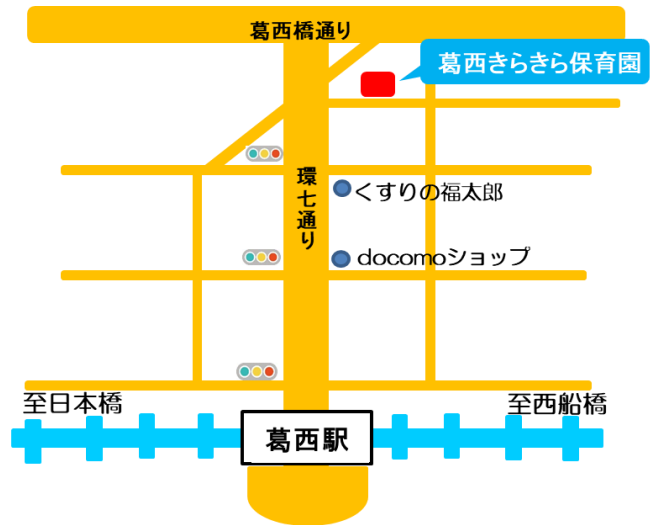 葛西橋通り
葛西きらきら保育園
環七通り
くすりの福太郎
docomoショップ
至日本橋
至西船橋
葛西駅